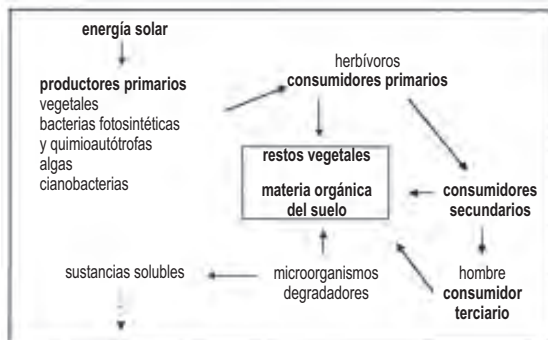 energía solar
productores primarios
vegetales
bacterias fotosintéticas
y quimioautótrofas
algas
cianobacterias
herbívoros
consumidores primarios
restos vegetales
materia orgánica
del suelo
consumidores
secundarios
sustancias solubles
microorganismos
degradadores
hombre
consumidor
terciario